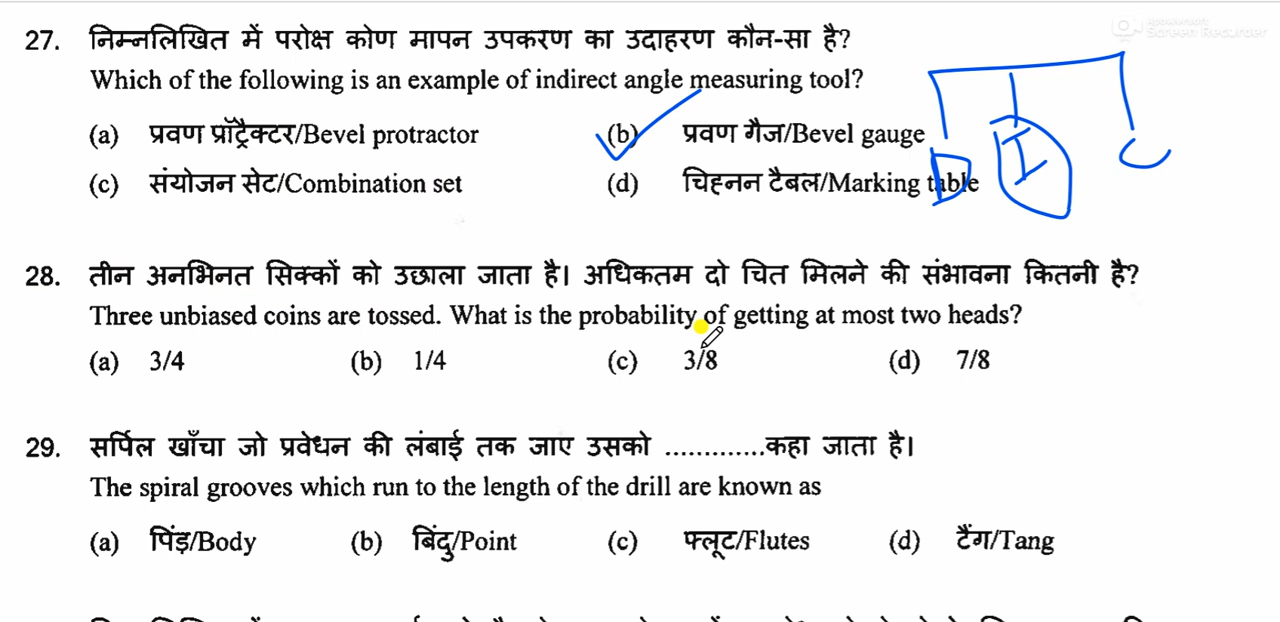 Apowersoft
Screen Recorder
27. निम्नलिखित में परोक्ष कोण मापन उपकरण का उदाहरण कौन-सा है?
Which of the following is an example of indirect angle measuring tool?
(a) प्रवण प्रॉट्रैक्टर/Bevel protractor (b) प्रवण गैज/Bevel gauge
(c) संयोजन सेट/Combination set (d) चिह्नन टैबल/Marking table
D I C
28. तीन अनभिनत सिक्कों को उछाला जाता है। अधिकतम दो चित मिलने की संभावना कितनी है?
Three unbiased coins are tossed. What is the probability of getting at most two heads?
(a) 3/4 (b) 1/4 (c) 3/8 (d) 7/8
29. सर्पिल खाँचा जो प्रवेधन की लंबाई तक जाए उसको .............कहा जाता है।
The spiral grooves which run to the length of the drill are known as
(a) पिंड़/Body (b) बिंदु/Point (c) फ्लूट/Flutes (d) टैंग/Tang